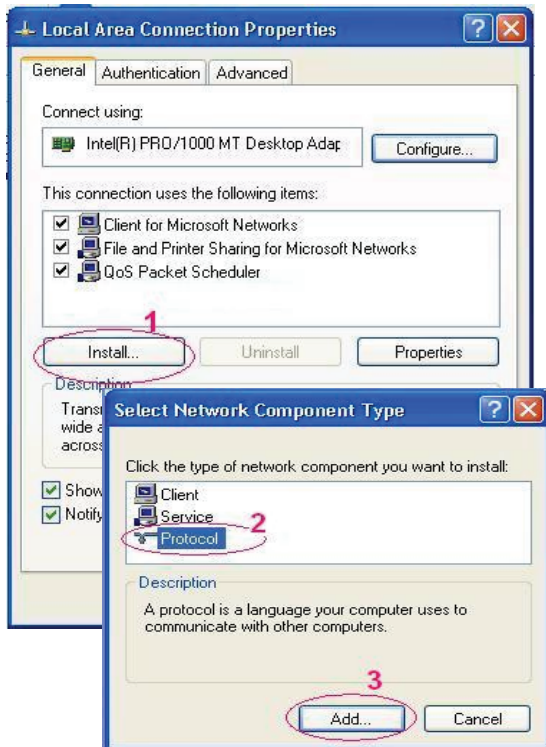 Local Area Connection Properties
General Authentication Advanced
Connect using:
Intel(R) PRO/1000 MT Desktop Adap
Configure...
This connection uses the following items:
Client for Microsoft Networks
File and Printer Sharing for Microsoft Networks
QoS Packet Scheduler
1
Install... Uninstall Properties
Description
wide
across
Show
Notify
Select Network Component Type
Click the type of network component you want to install:
Client
Service
2
Protocol
Description
A protocol is a language your computer uses to
communicate with other computers.
3
Add... Cancel